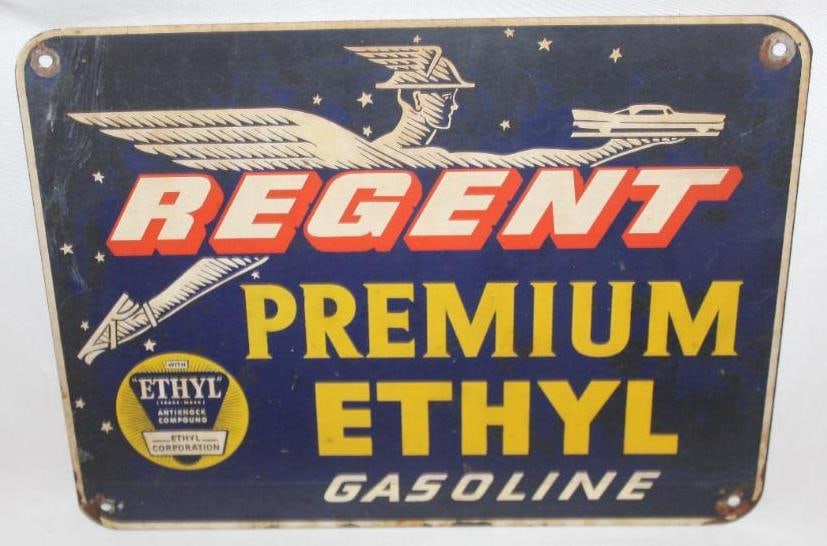 REGENT
PREMIUM
ETHYL
GASOLINE
WITH
"ETHYL"
(TRADE-MARK)
ANTIKNOCK
COMPOUND
ETHYL
CORPORATION